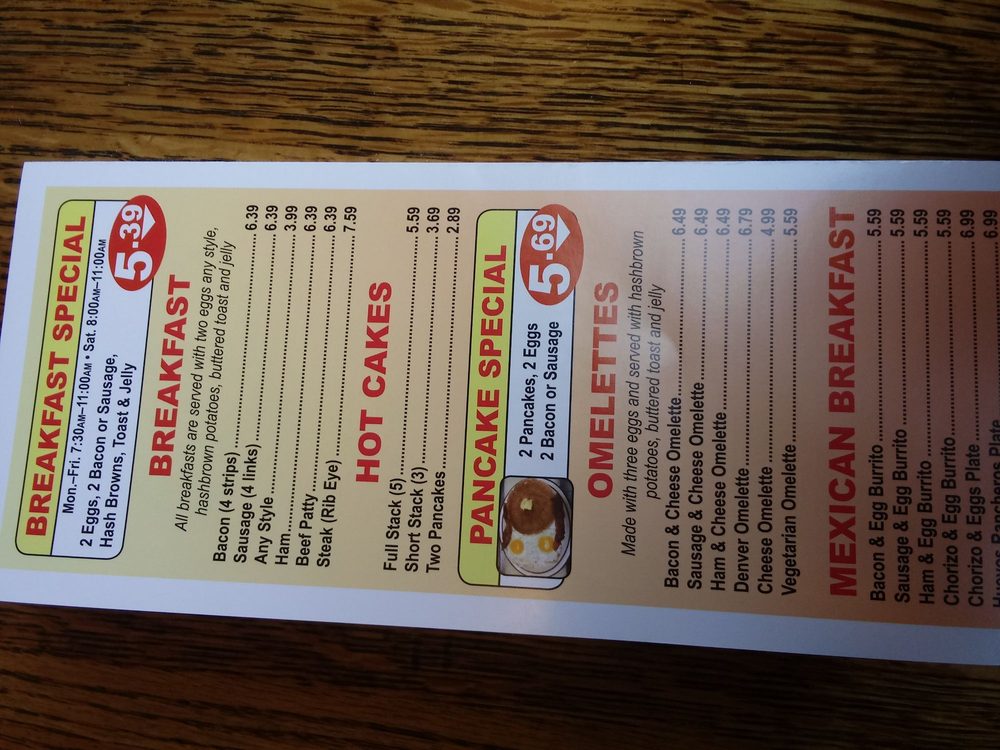 BREAKFAST SPECIAL
Mon.–Fri. 7:30AM–11:00AM • Sat. 8:00AM–11:00AM
2 Eggs, 2 Bacon or Sausage,
Hash Browns, Toast & Jelly
5.39
BREAKFAST
All breakfasts are served with two eggs any style,
hashbrown potatoes, buttered toast and jelly
Bacon (4 strips) 6.39
Sausage (4 links) 6.39
Any Style 3.99
Ham 6.39
Beef Patty 6.39
Steak (Rib Eye) 7.59
HOT CAKES
Full Stack (5) 5.59
Short Stack (3) 3.69
Two Pancakes 2.89
PANCAKE SPECIAL
2 Pancakes, 2 Eggs
2 Bacon or Sausage
5.69
OMELETTES
Made with three eggs and served with hashbrown
potatoes, buttered toast and jelly
Bacon & Cheese Omelette 6.49
Sausage & Cheese Omelette 6.49
Ham & Cheese Omelette 6.49
Denver Omelette 6.79
Cheese Omelette 4.99
Vegetarian Omelette 5.59
MEXICAN BREAKFAST
Bacon & Egg Burrito 5.59
Sausage & Egg Burrito 5.59
Ham & Egg Burrito 5.59
Chorizo & Egg Burrito 5.59
Chorizo & Eggs Plate 6.99
6.99